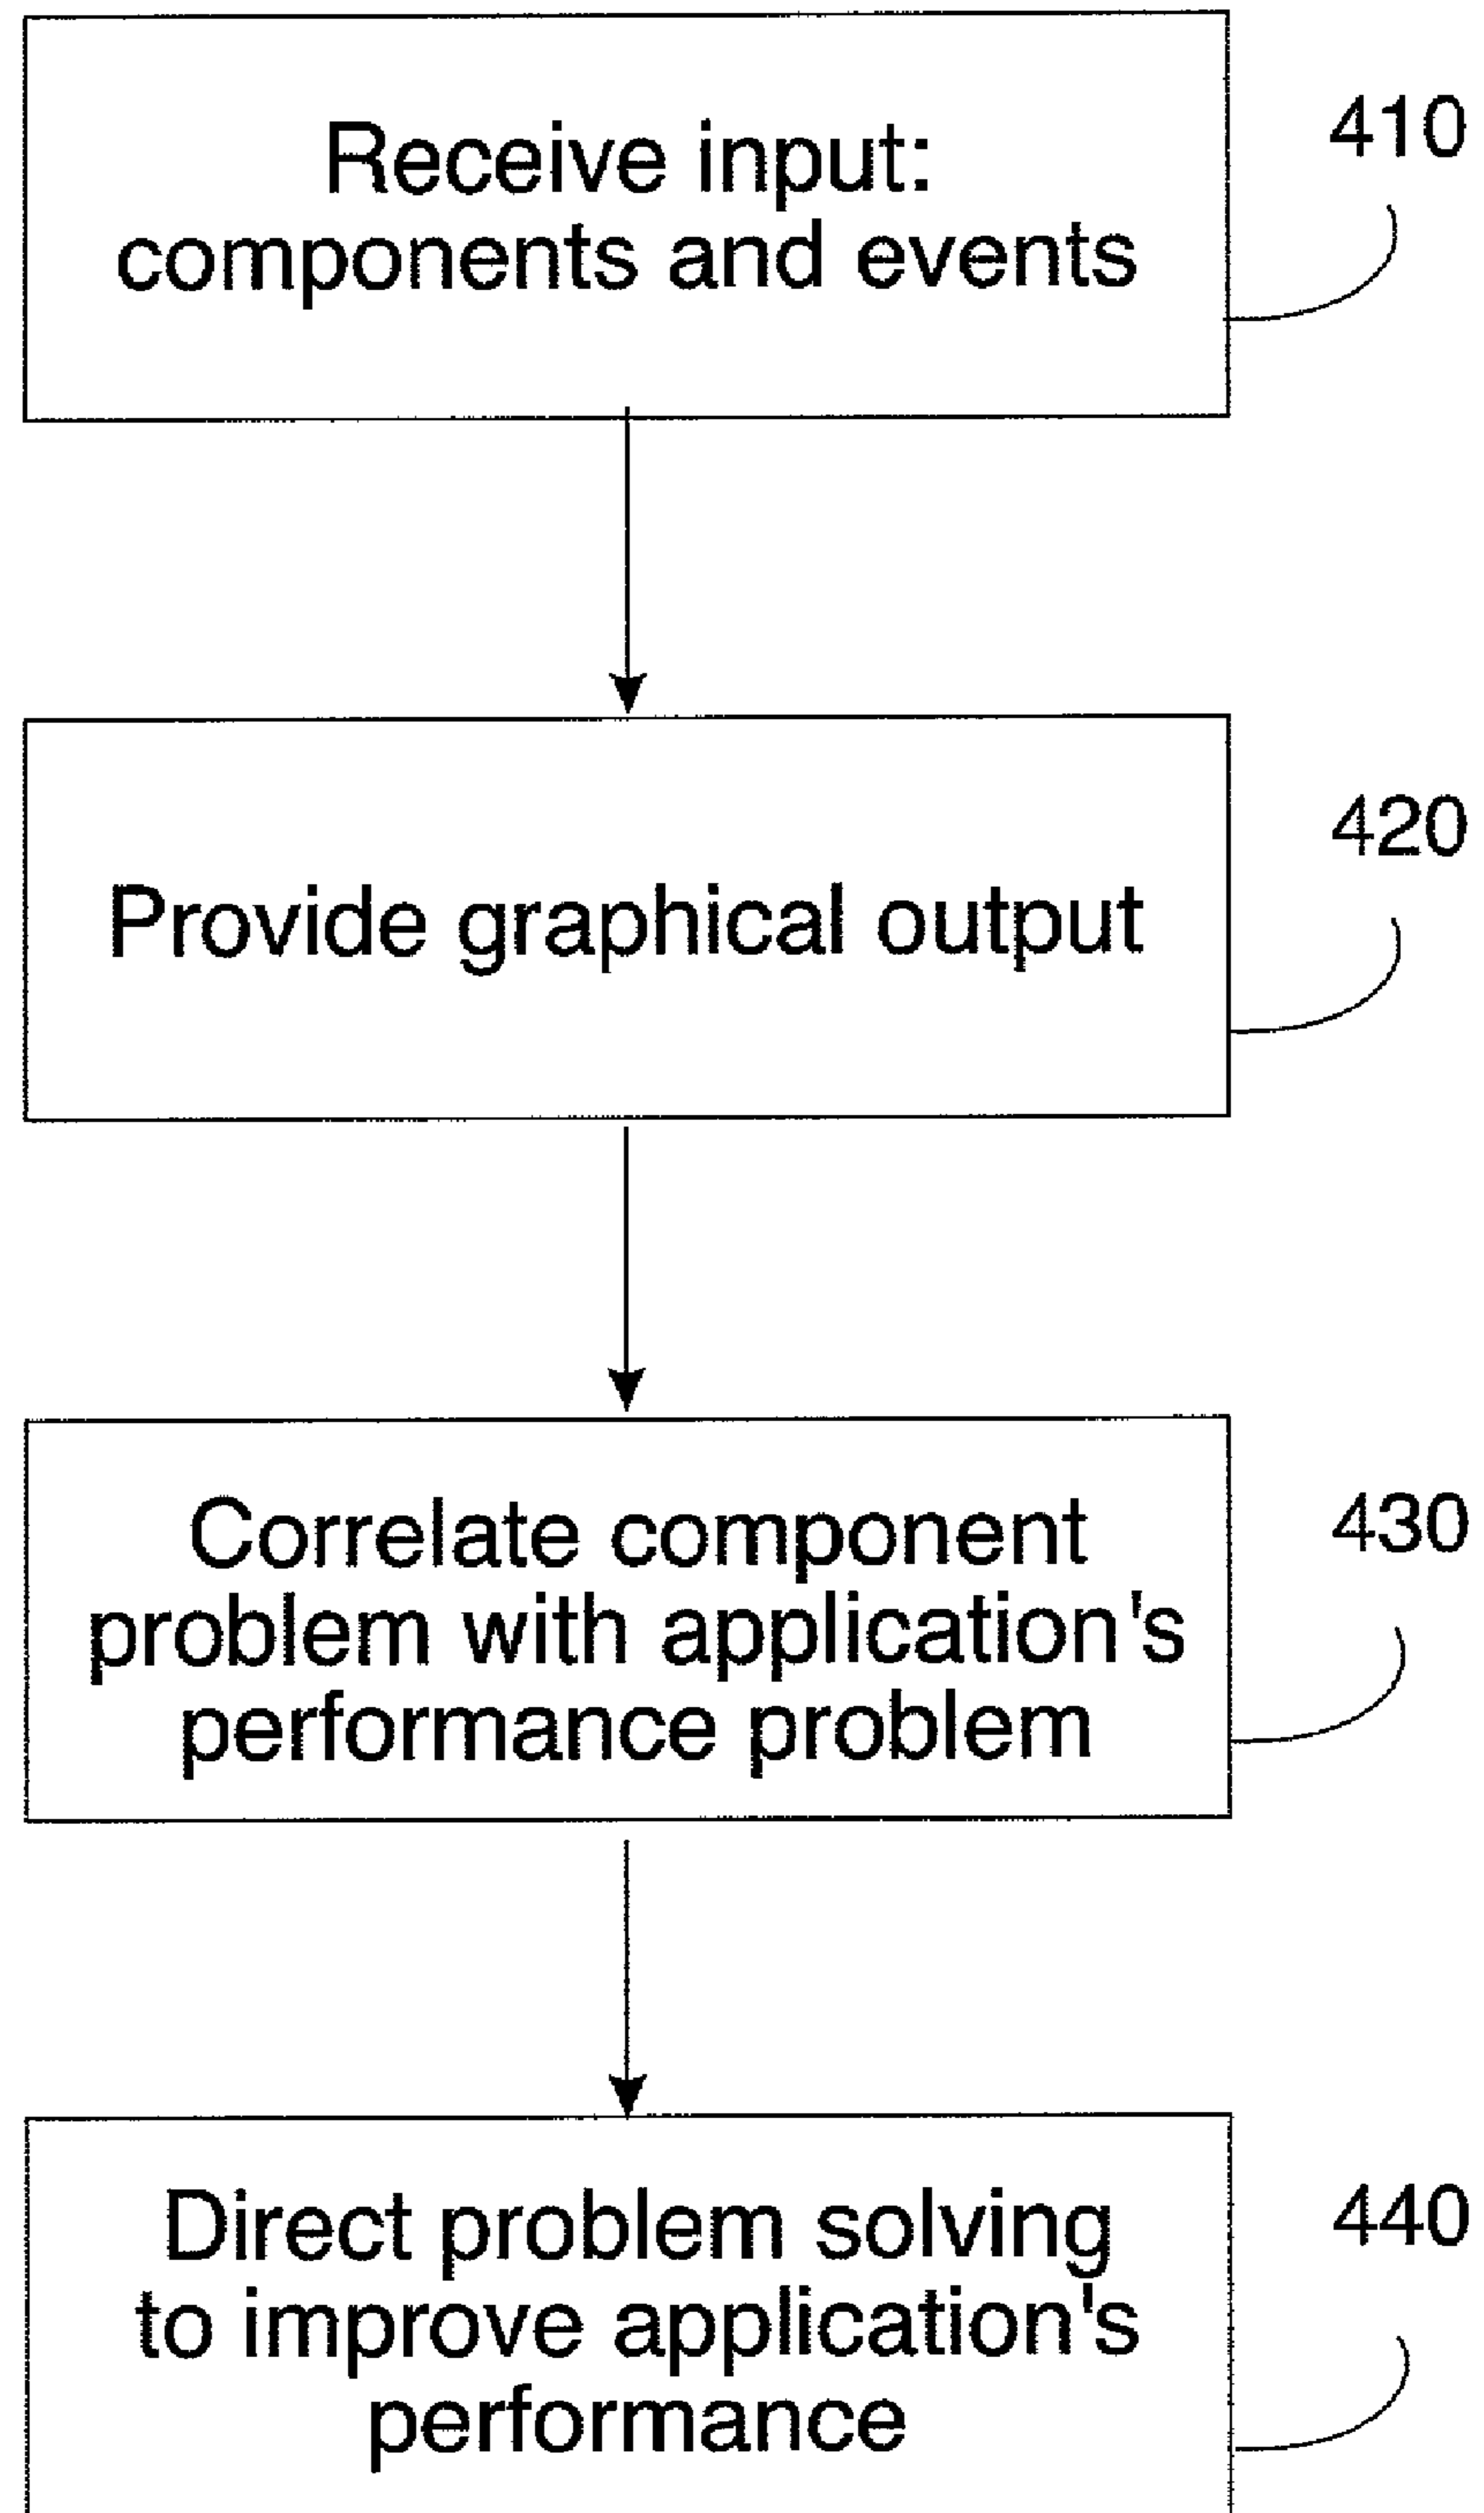 Receive input:
components and events
410
Provide graphical output
420
Correlate component
problem with application's
performance problem
430
Direct problem solving
to improve application's
performance
440